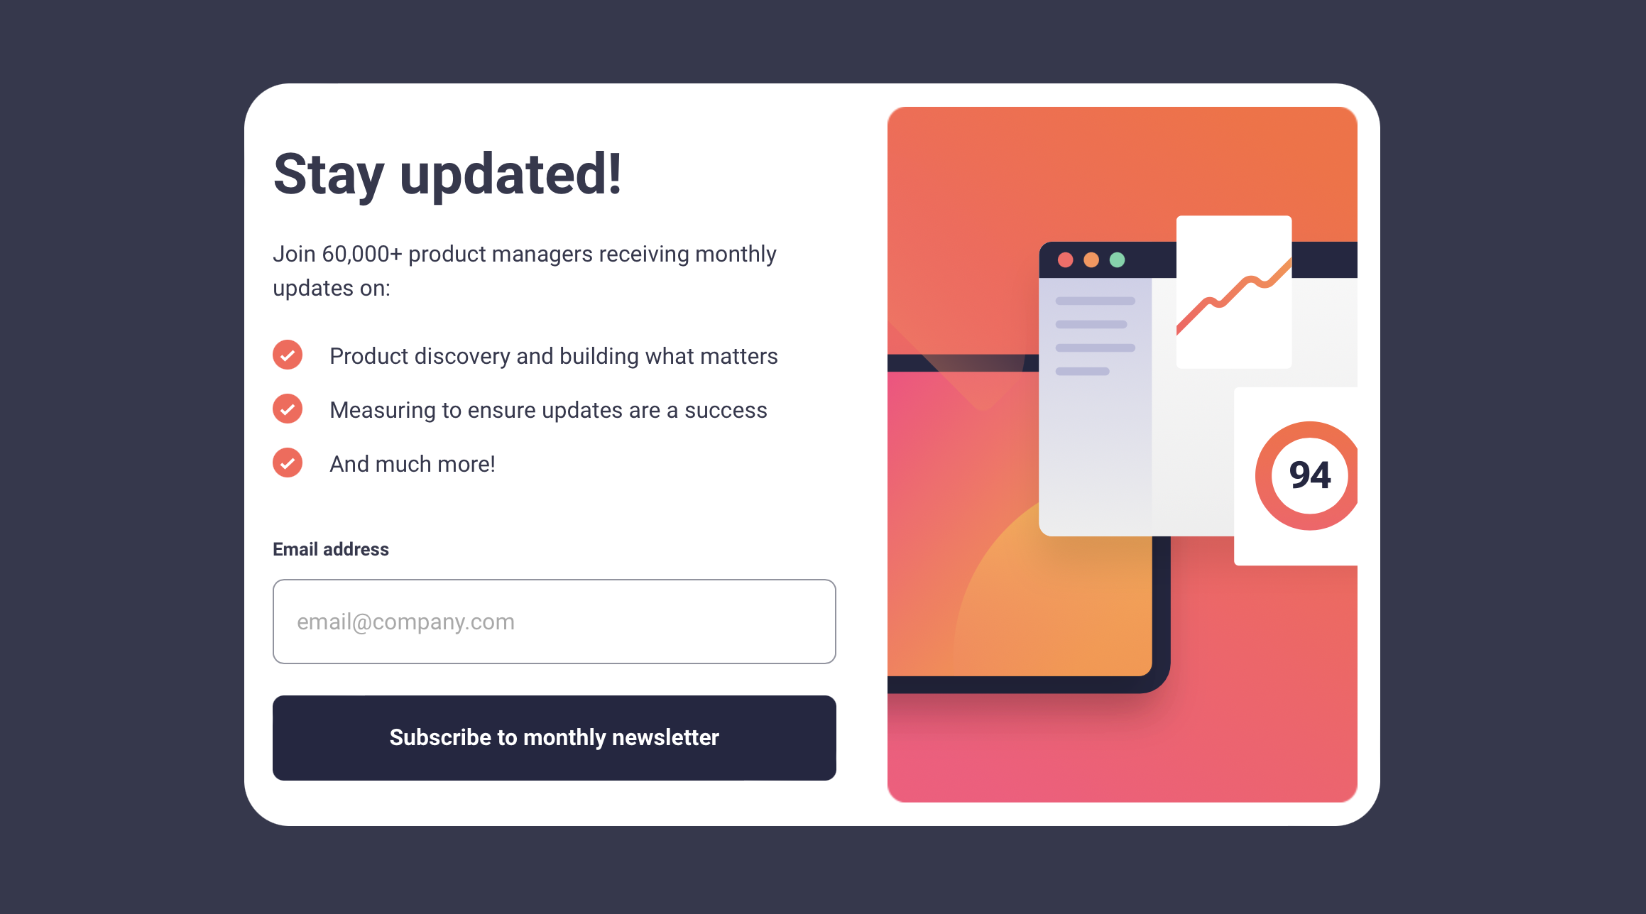 Stay updated!
Join 60,000+ product managers receiving monthly
updates on:
Product discovery and building what matters
Measuring to ensure updates are a success
And much more!
Email address
email@company.com
Subscribe to monthly newsletter
94